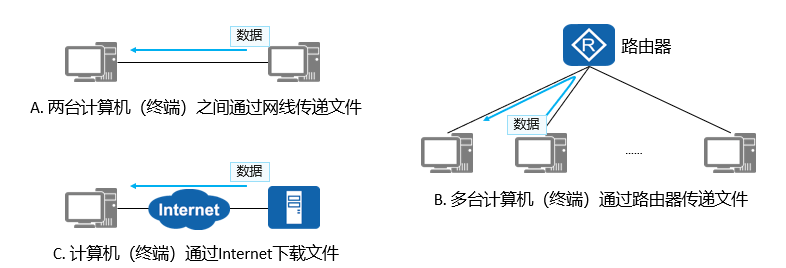 数据
A. 两台计算机（终端）之间通过网线传递文件
R
路由器
数据
......
B. 多台计算机（终端）通过路由器传递文件
数据
Internet
C. 计算机（终端）通过Internet下载文件